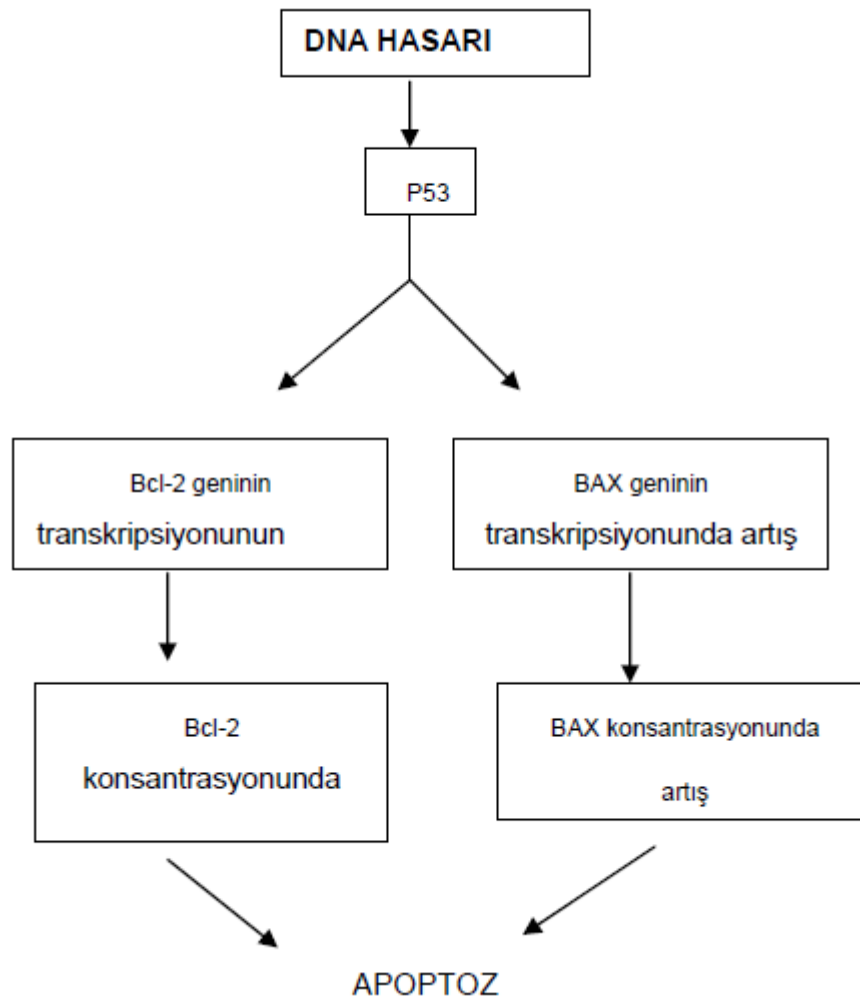 DNA HASARI
P53
Bcl-2 geninin
transkripsiyonunun
BAX geninin
transkripsiyonunda artış
Bcl-2
konsantrasyonunda
BAX konsantrasyonunda
artış
APOPTOZ